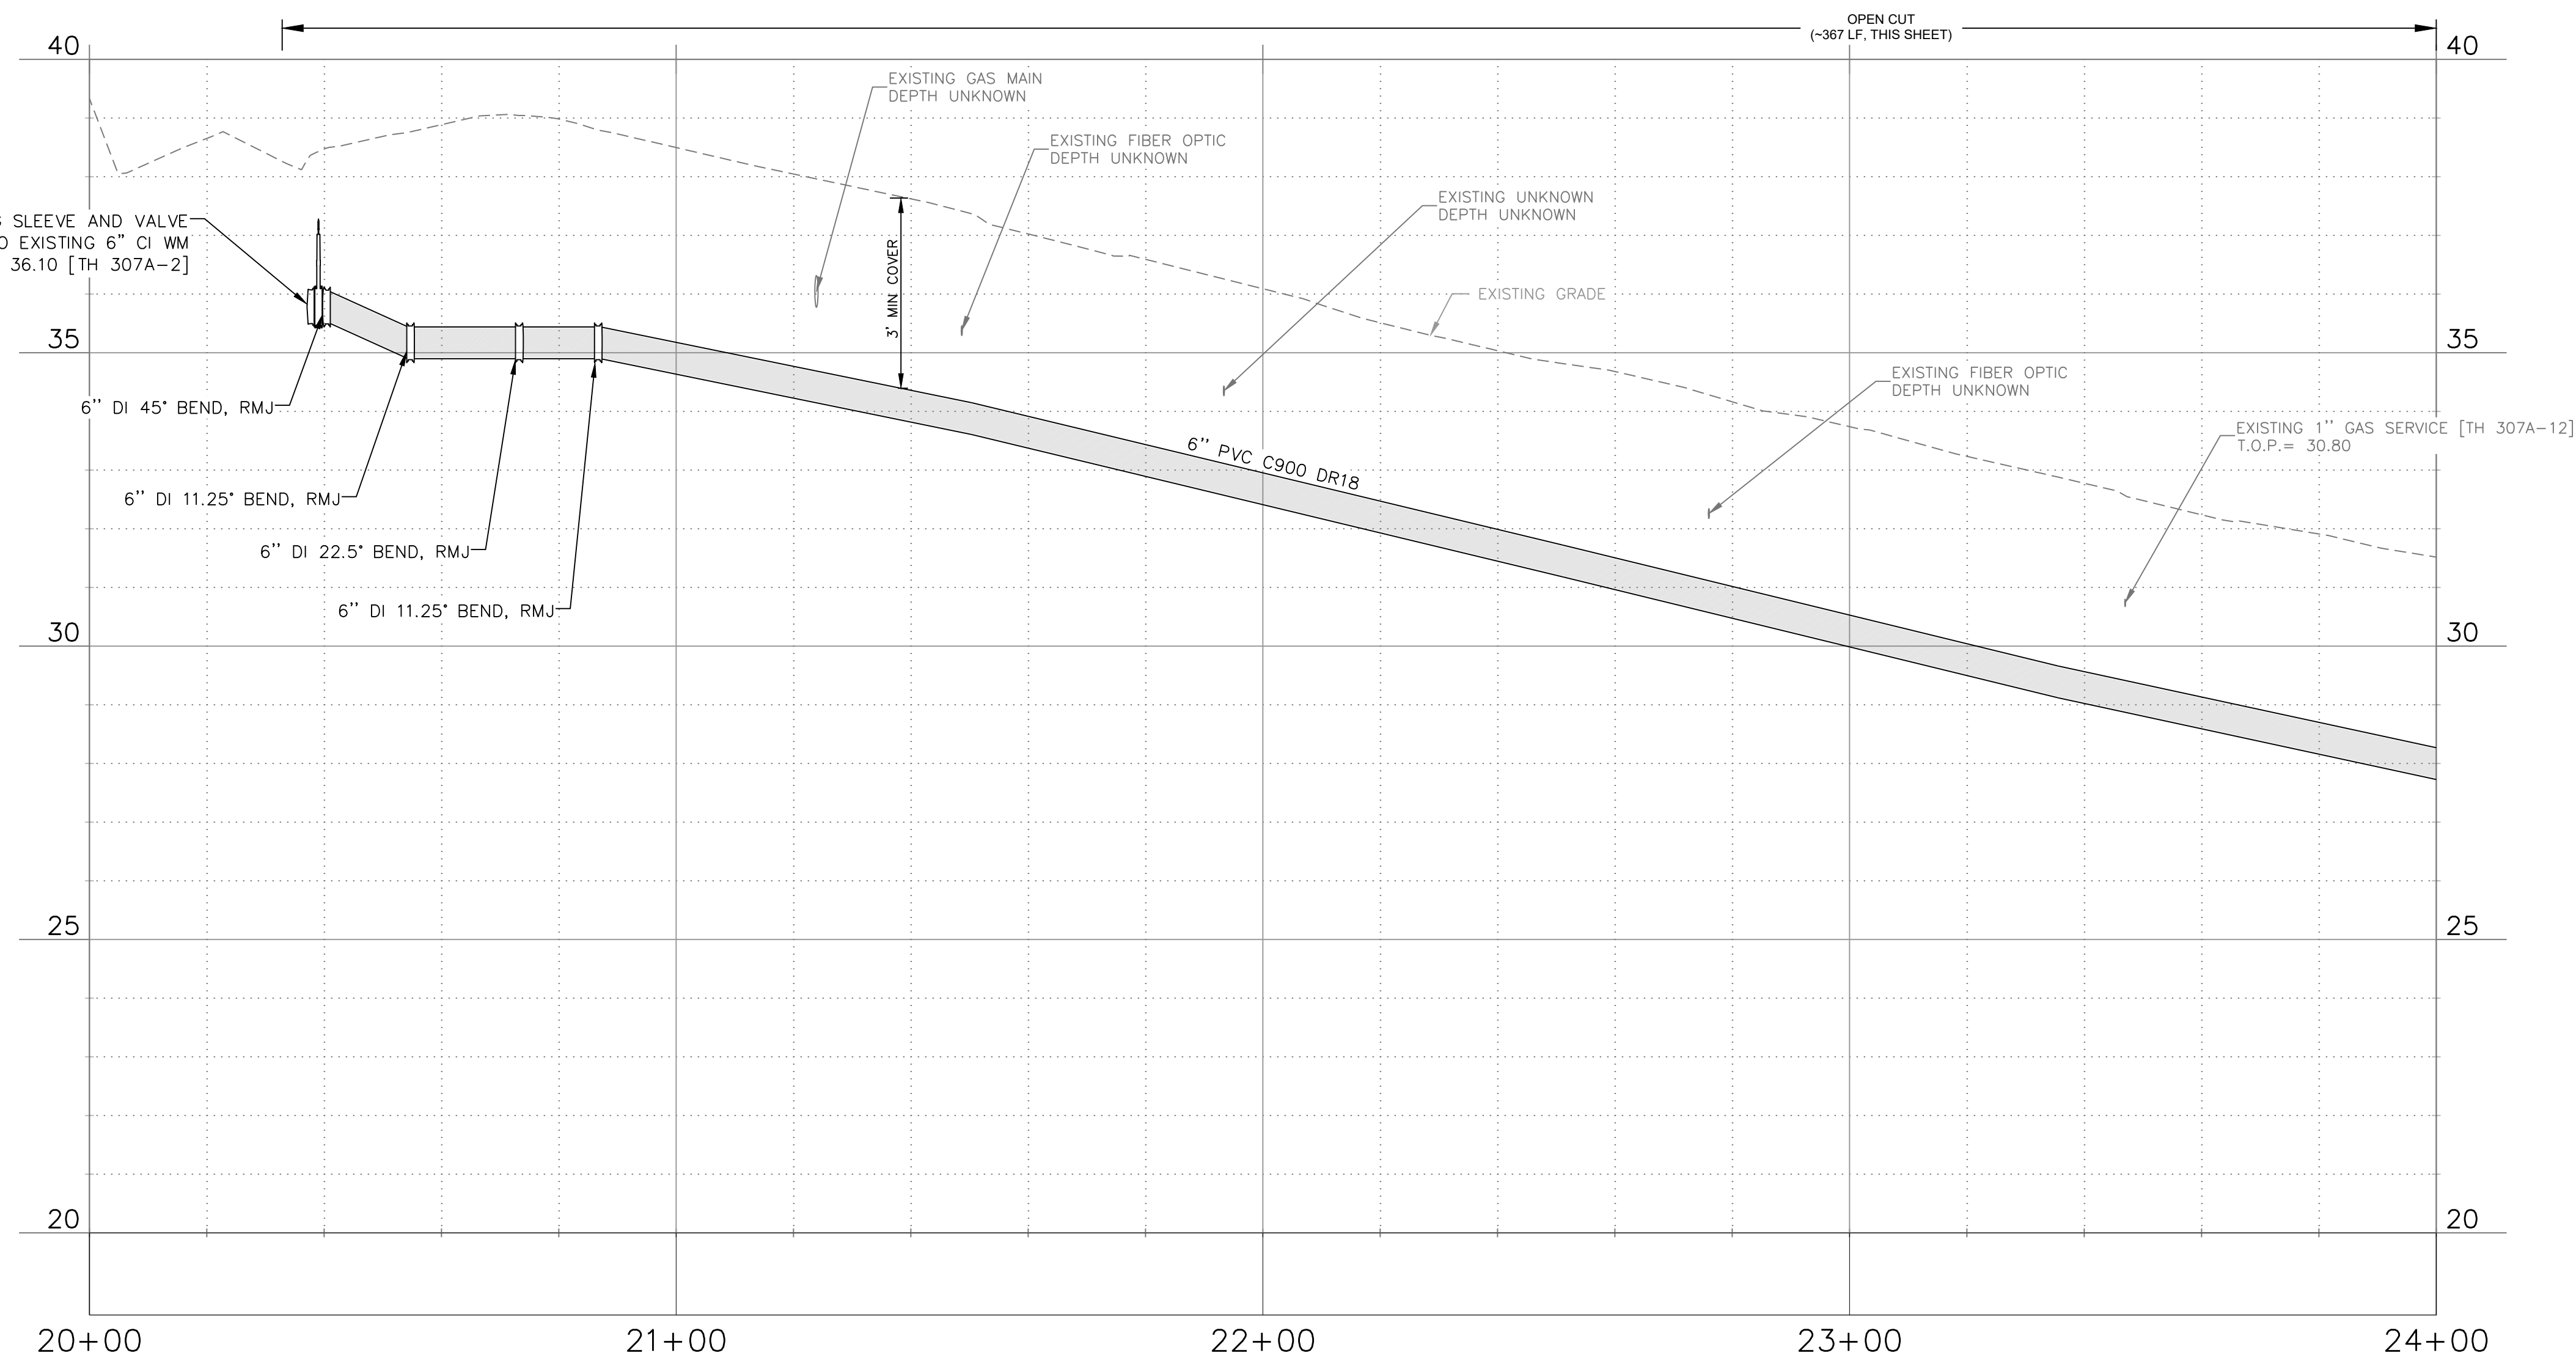 OPEN CUT
(~367 LF, THIS SHEET)
40
40
EXISTING GAS MAIN
DEPTH UNKNOWN
EXISTING FIBER OPTIC
DEPTH UNKNOWN
EXISTING UNKNOWN
DEPTH UNKNOWN
SLEEVE AND VALVE
EXISTING 6" CI WM
36.10 [TH 307A-2]
3' MIN COVER
EXISTING GRADE
35
35
EXISTING FIBER OPTIC
DEPTH UNKNOWN
6'' DI 45° BEND, RMJ
EXISTING 1'' GAS SERVICE [TH 307A-12]
T.O.P.= 30.80
6'' PVC C900 DR18
6'' DI 11.25° BEND, RMJ
6'' DI 22.5° BEND, RMJ
6'' DI 11.25° BEND, RMJ
30
30
25
25
20
20
20+00
21+00
22+00
23+00
24+00